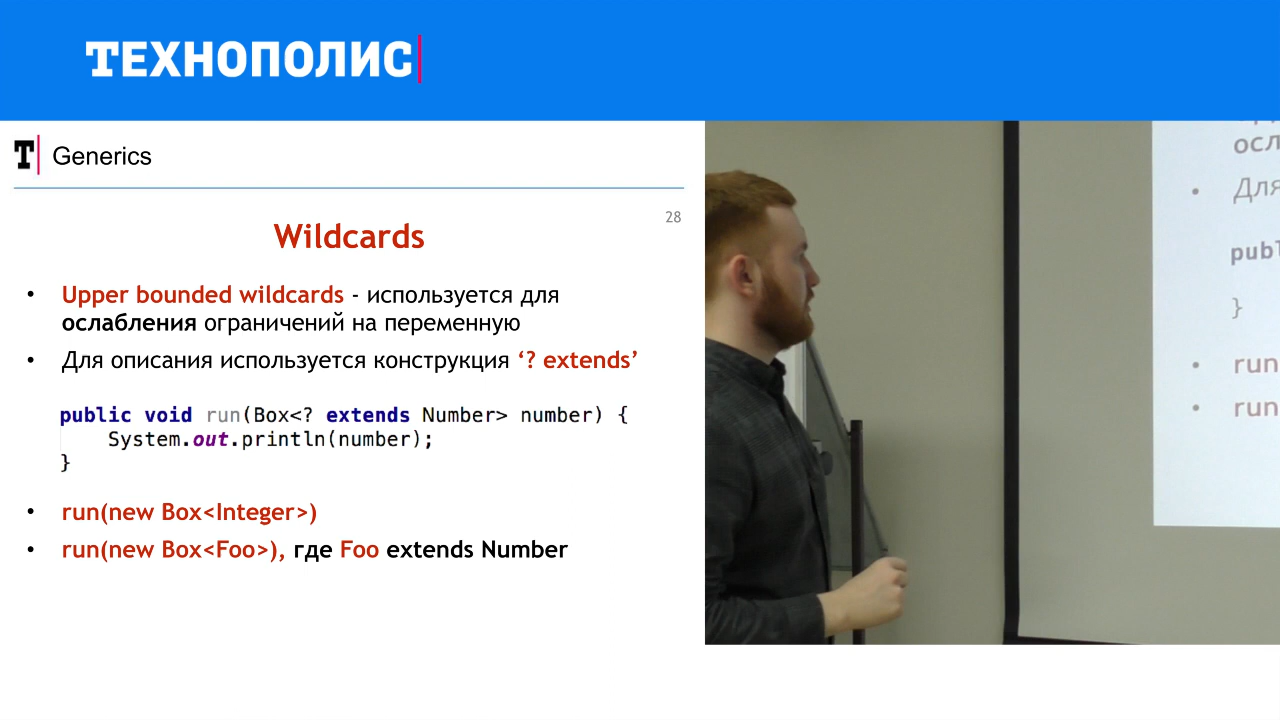 ТЕХНОПОЛИС
T Generics
28
Wildcards
• Upper bounded wildcards - используется для
ослабления ограничений на переменную
• Для описания используется конструкция ‘? extends’
public void run(Box<? extends Number> number) {
System.out.println(number);
}
• run(new Box<Integer>)
• run(new Box<Foo>), где Foo extends Number
осл
• Для
publ
}
• run
• run